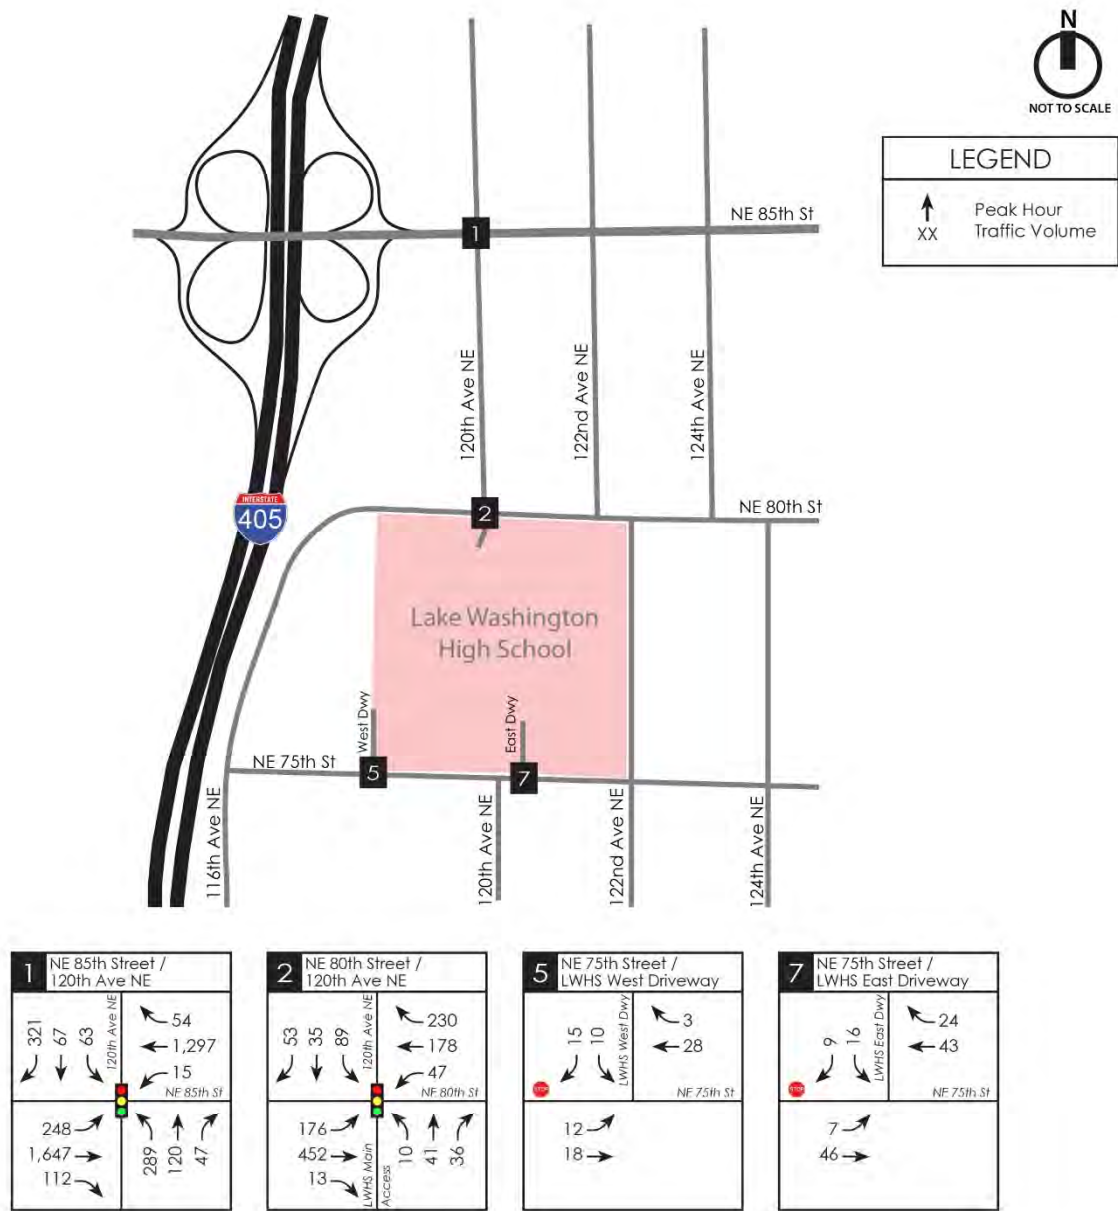 N
NOT TO SCALE
LEGEND
XX
Peak Hour
Traffic Volume
NE 85th St
1
120th Ave NE
122nd Ave NE
124th Ave NE
INTERSTATE
405
2
NE 80th St
Lake Washington
High School
West Dwy
East Dwy
NE 75th St
5
7
116th Ave NE
120th Ave NE
122nd Ave NE
124th Ave NE
1
NE 85th Street /
120th Ave NE
321
67
63
120th Ave NE
54
1,297
15
NE 85th St
248
1,647
112
289
120
47
2
NE 80th Street /
120th Ave NE
53
35
89
120th Ave NE
230
178
47
NE 80th St
176
452
13
LWHS Main
Access
10
41
36
5
NE 75th Street /
LWHS West Driveway
15
10
LWHS West Dwy
3
28
STOP
NE 75th St
12
18
7
NE 75th Street /
LWHS East Driveway
9
16
LWHS East Dwy
24
43
STOP
NE 75th St
7
46